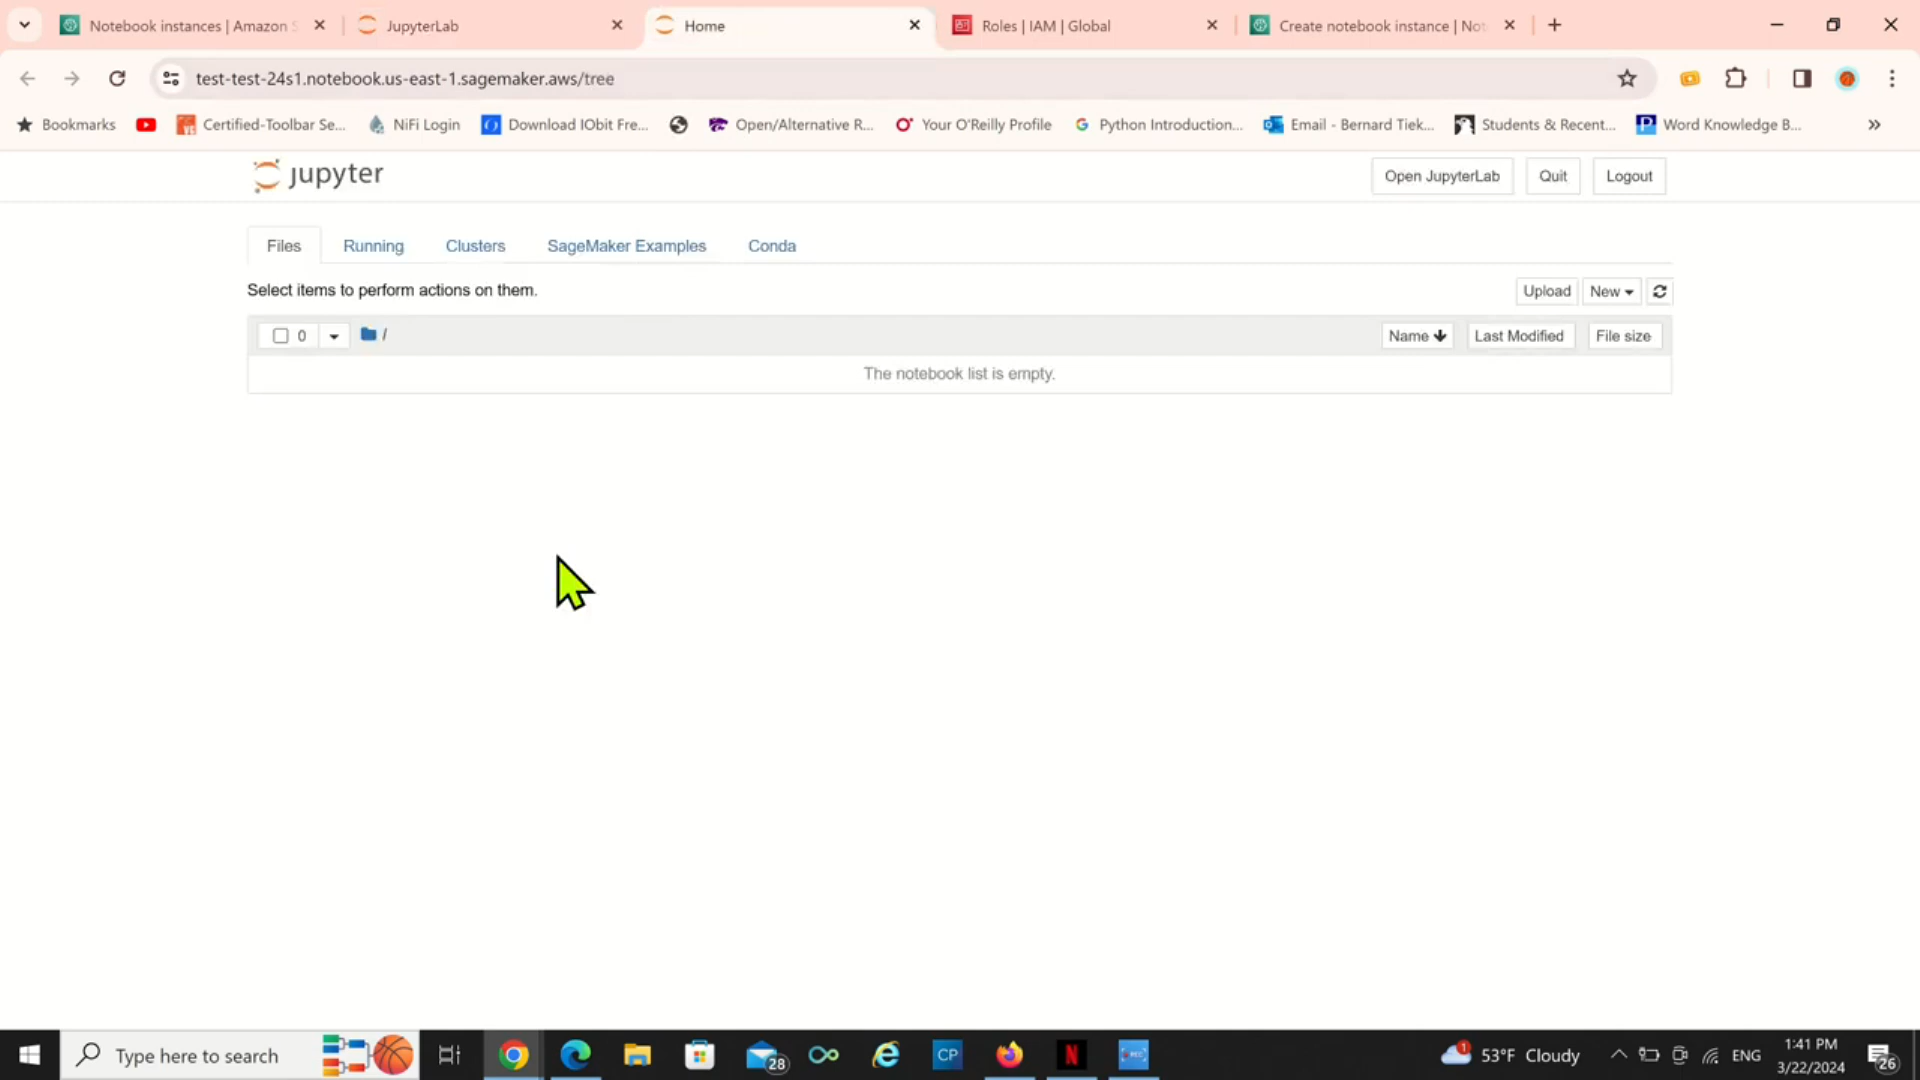 Notebook instances | Amazon S
JupyterLab
Home
Roles | IAM | Global
Create notebook instance | Not
test-test-24s1.notebook.us-east-1.sagemaker.aws/tree
Bookmarks
Certified-Toolbar Se...
NiFi Login
Download IObit Fre...
Open/Alternative R...
Your O'Reilly Profile
Python Introduction...
Email - Bernard Tiek...
Students & Recent...
Word Knowledge B...
jupyter
Open JupyterLab
Quit
Logout
Files
Running
Clusters
SageMaker Examples
Conda
Select items to perform actions on them.
Upload
New
0
/
Name
Last Modified
File size
The notebook list is empty.
Type here to search
28
CP
N
REC
1
53°F Cloudy
ENG
1:41 PM
3/22/2024
26